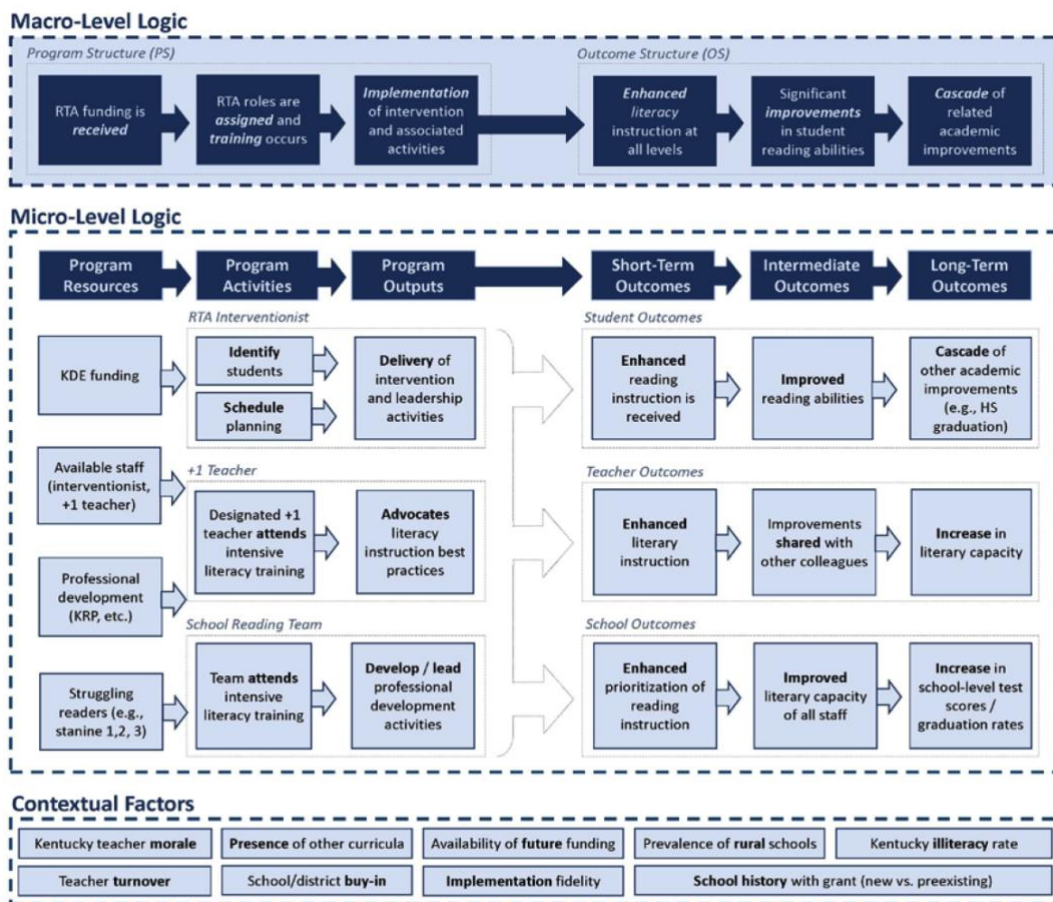 Macro-Level Logic
Program Structure (PS)
Outcome Structure (OS)
RTA funding is
received
RTA roles are
assigned and
training occurs
Implementation
of intervention
and associated
activities
Enhanced
literacy
instruction at
all levels
Significant
improvements
in student
reading abilities
Cascade of
related
academic
improvements
Micro-Level Logic
Program
Resources
Program
Activities
Program
Outputs
Short-Term
Outcomes
Intermediate
Outcomes
Long-Term
Outcomes
KDE funding
Available staff
(interventionist,
+1 teacher)
Professional
development
(KRP, etc.)
Struggling
readers (e.g.,
stanine 1,2, 3)
RTA Interventionist
Identify
students
Schedule
planning
Delivery of
intervention
and leadership
activities
+1 Teacher
Designated +1
teacher attends
intensive
literacy training
Advocates
literacy
instruction best
practices
School Reading Team
Team attends
intensive
literacy training
Develop / lead
professional
development
activities
Student Outcomes
Enhanced
reading
instruction is
received
Improved
reading abilities
Cascade of
other academic
improvements
(e.g., HS
graduation)
Teacher Outcomes
Enhanced
literary
instruction
Improvements
shared with
other colleagues
Increase in
literary capacity
School Outcomes
Enhanced
prioritization of
reading
instruction
Improved
literary capacity
of all staff
Increase in
school-level test
scores /
graduation rates
Contextual Factors
Kentucky teacher morale
Presence of other curricula
Availability of future funding
Prevalence of rural schools
Kentucky illiteracy rate
Teacher turnover
School/district buy-in
Implementation fidelity
School history with grant (new vs. preexisting)